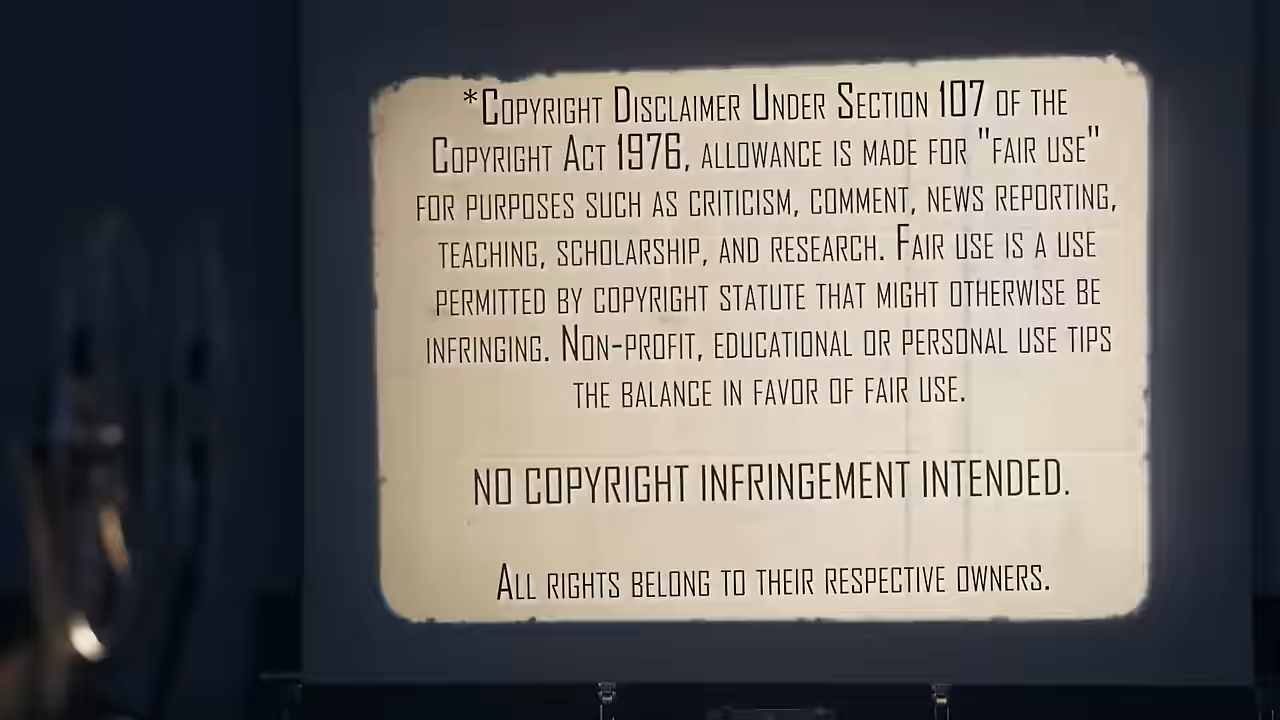 *Copyright Disclaimer Under Section 107 of the
Copyright Act 1976, allowance is made for "fair use"
for purposes such as criticism, comment, news reporting,
teaching, scholarship, and research. Fair use is a use
permitted by copyright statute that might otherwise be
infringing. Non-profit, educational or personal use tips
the balance in favor of fair use.
NO COPYRIGHT INFRINGEMENT INTENDED.
All rights belong to their respective owners.